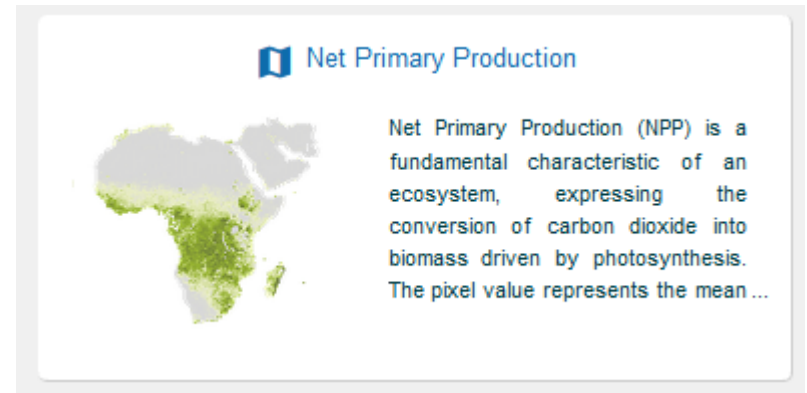 Net Primary Production
Net Primary Production (NPP) is a
fundamental characteristic of an
ecosystem, expressing the
conversion of carbon dioxide into
biomass driven by photosynthesis.
The pixel value represents the mean ...